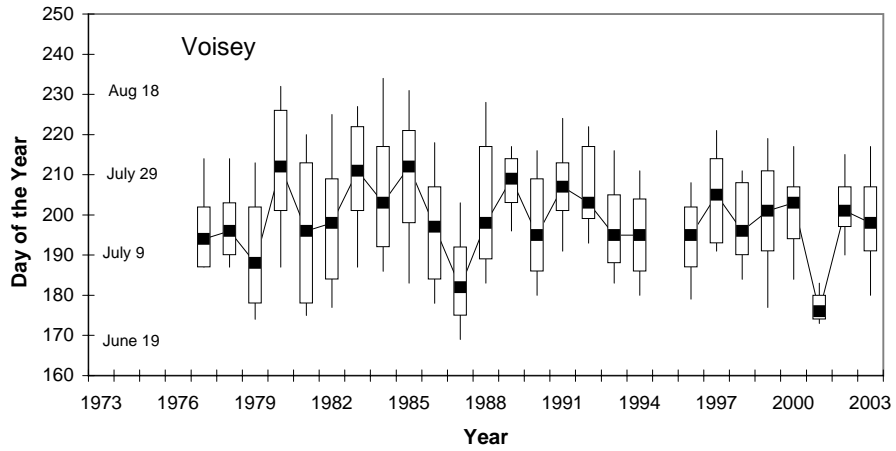 Voisey
Day of the Year
250
240
230
220
210
200
190
180
170
160
Aug 18
July 29
July 9
June 19
1973 1976 1979 1982 1985 1988 1991 1994 1997 2000 2003
Year